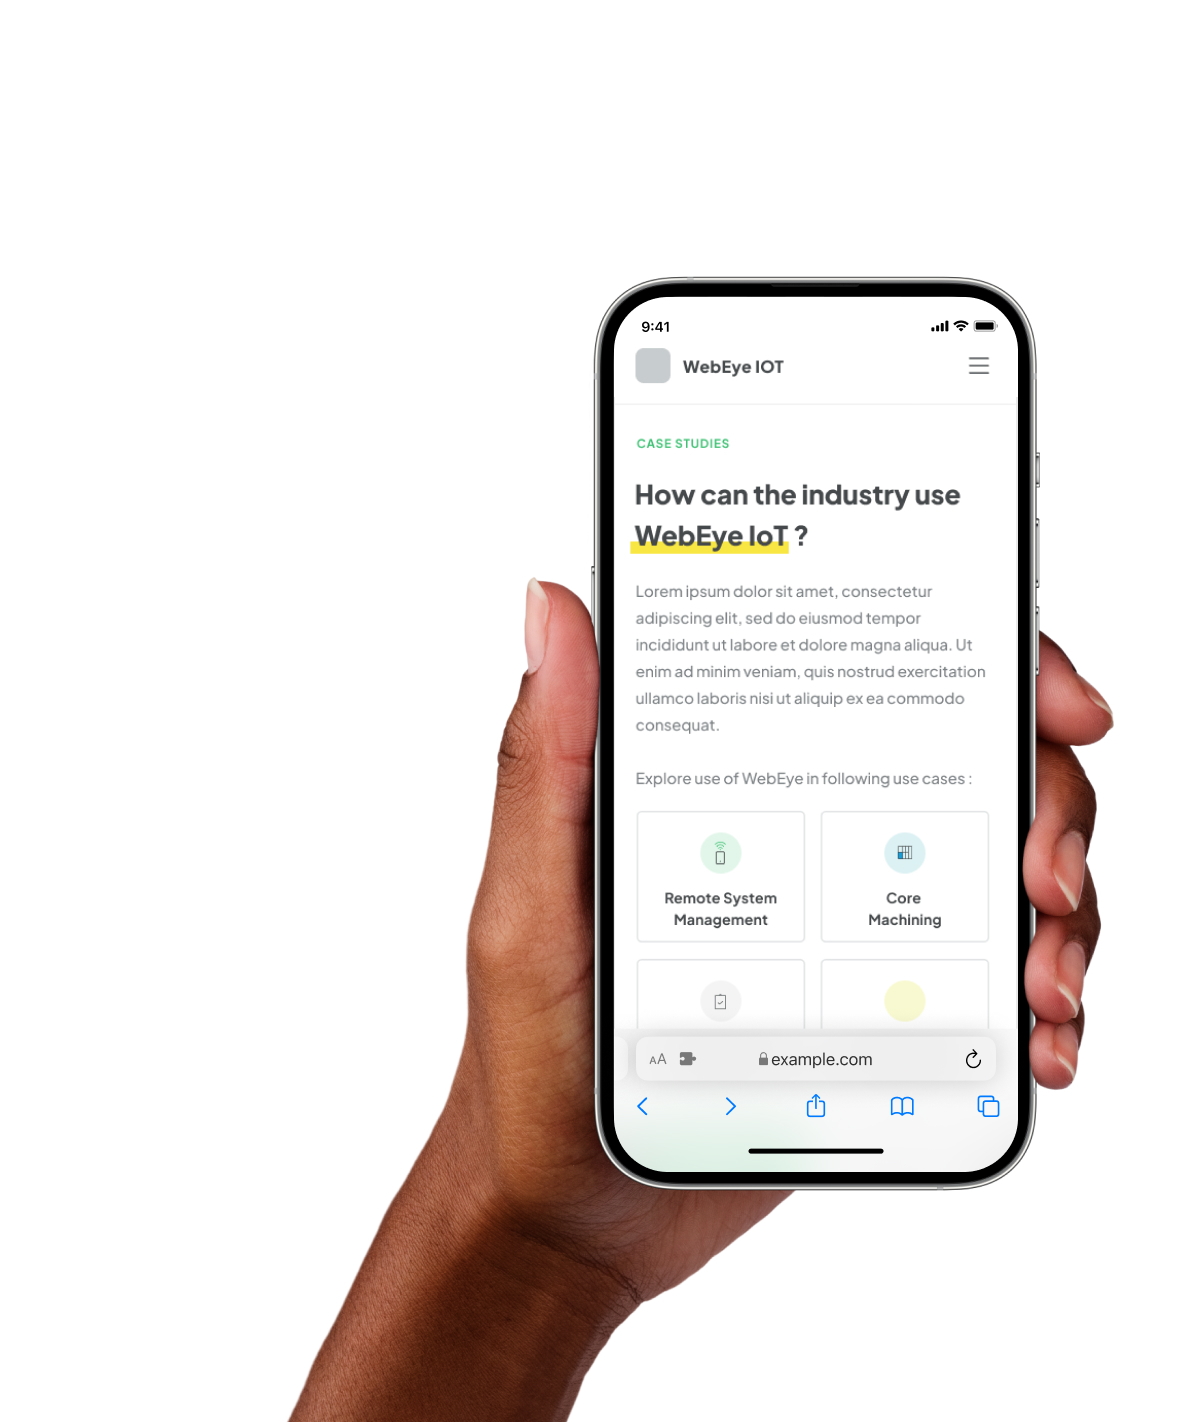 9:41
WebEye IOT
CASE STUDIES
How can the industry use
WebEye IoT ?
Lorem ipsum dolor sit amet, consectetur
adipiscing elit, sed do eiusmod tempor
incididunt ut labore et dolore magna aliqua. Ut
enim ad minim veniam, quis nostrud exercitation
ullamco laboris nisi ut aliquip ex ea commodo
consequat.
Explore use of WebEye in following use cases :
Remote System
Management
Core
Machining
AA
example.com